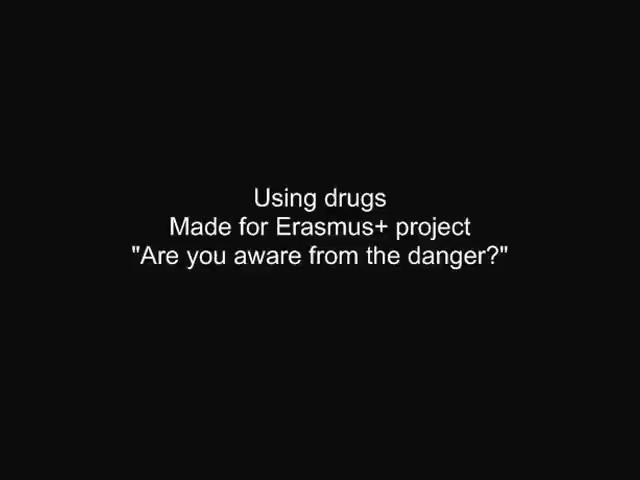 Using drugs
Made for Erasmus+ project
"Are you aware from the danger?"